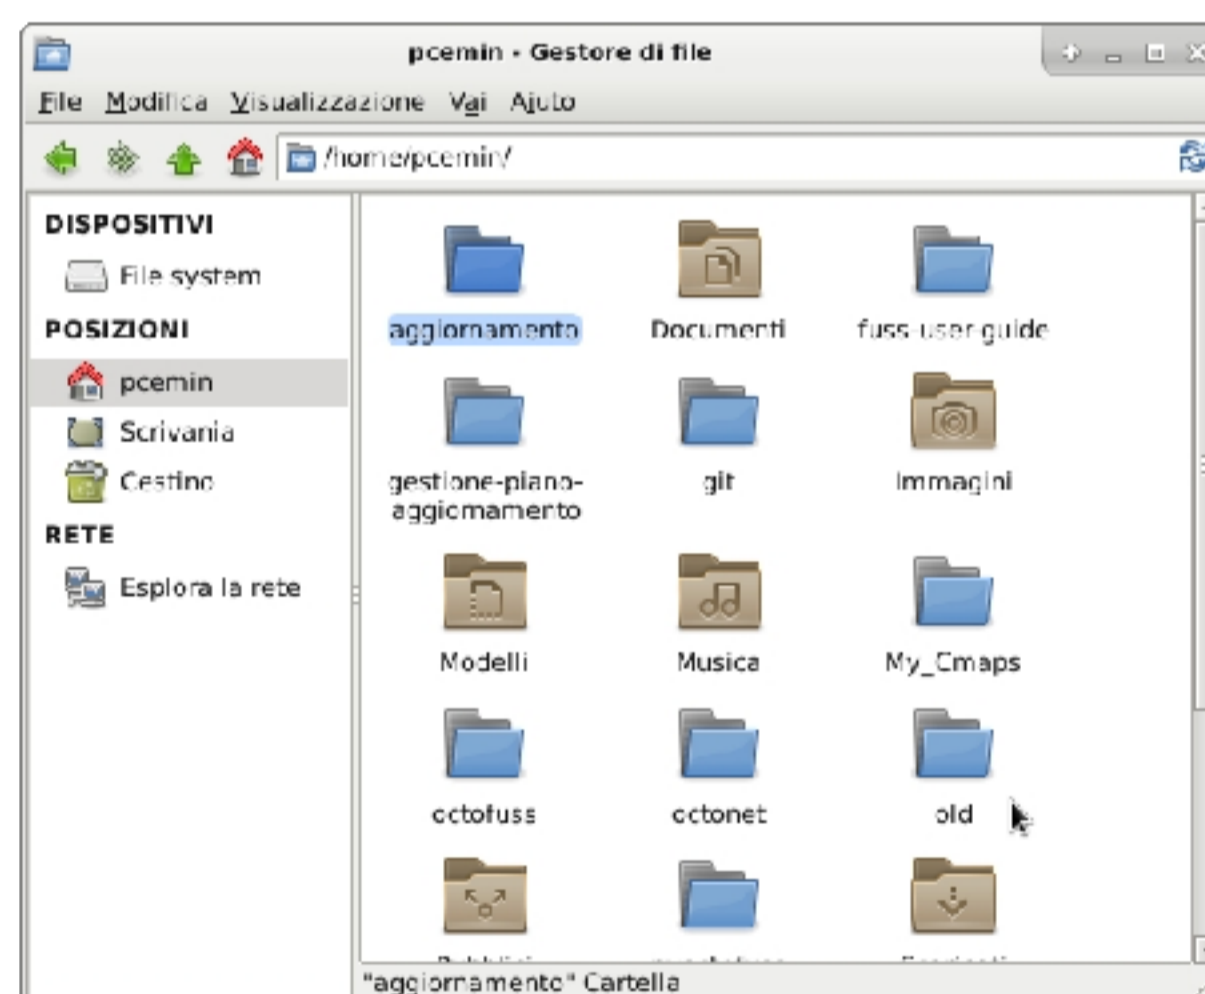 pcemin - Gestore di file
File Modifica Visualizzazione Vai Aiuto
/home/pcemin/
DISPOSITIVI
File system
POSIZIONI
pcemin
Scrivania
Cestino
RETE
Esplora la rete
aggiornamento Documenti fuss-user-guide
gestione-piano-
aggiornamento
git Immagini
Modelli Musica My_Cmaps
octofuss octonet old
"aggiornamento" Cartella